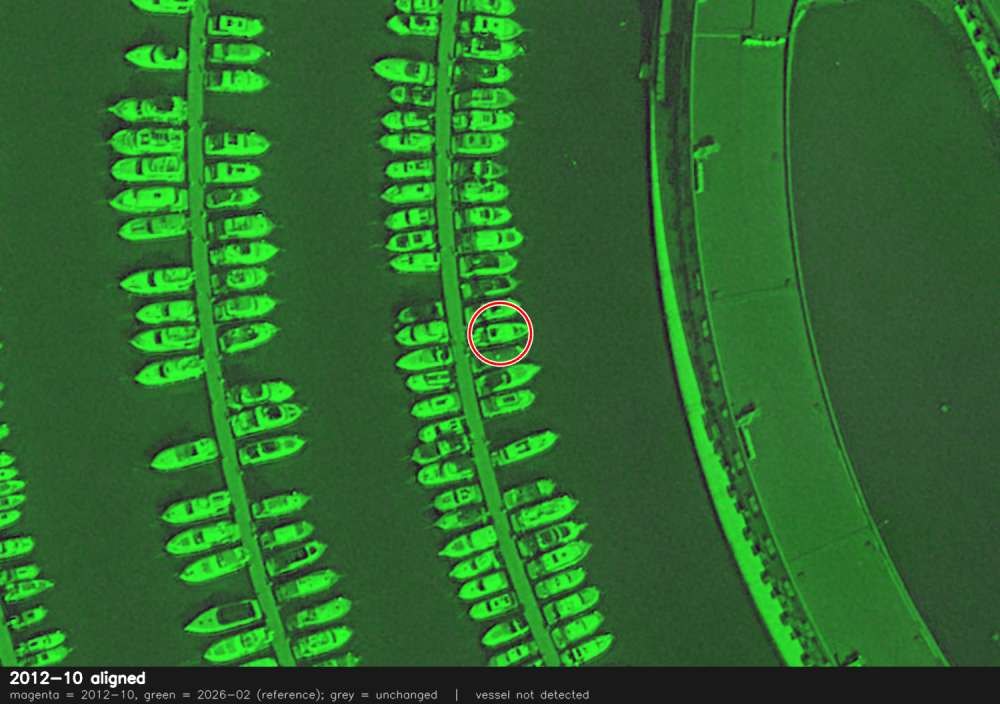 2012-10 aligned
magenta = 2012-10, green = 2026-02 (reference); grey = unchanged | vessel not detected